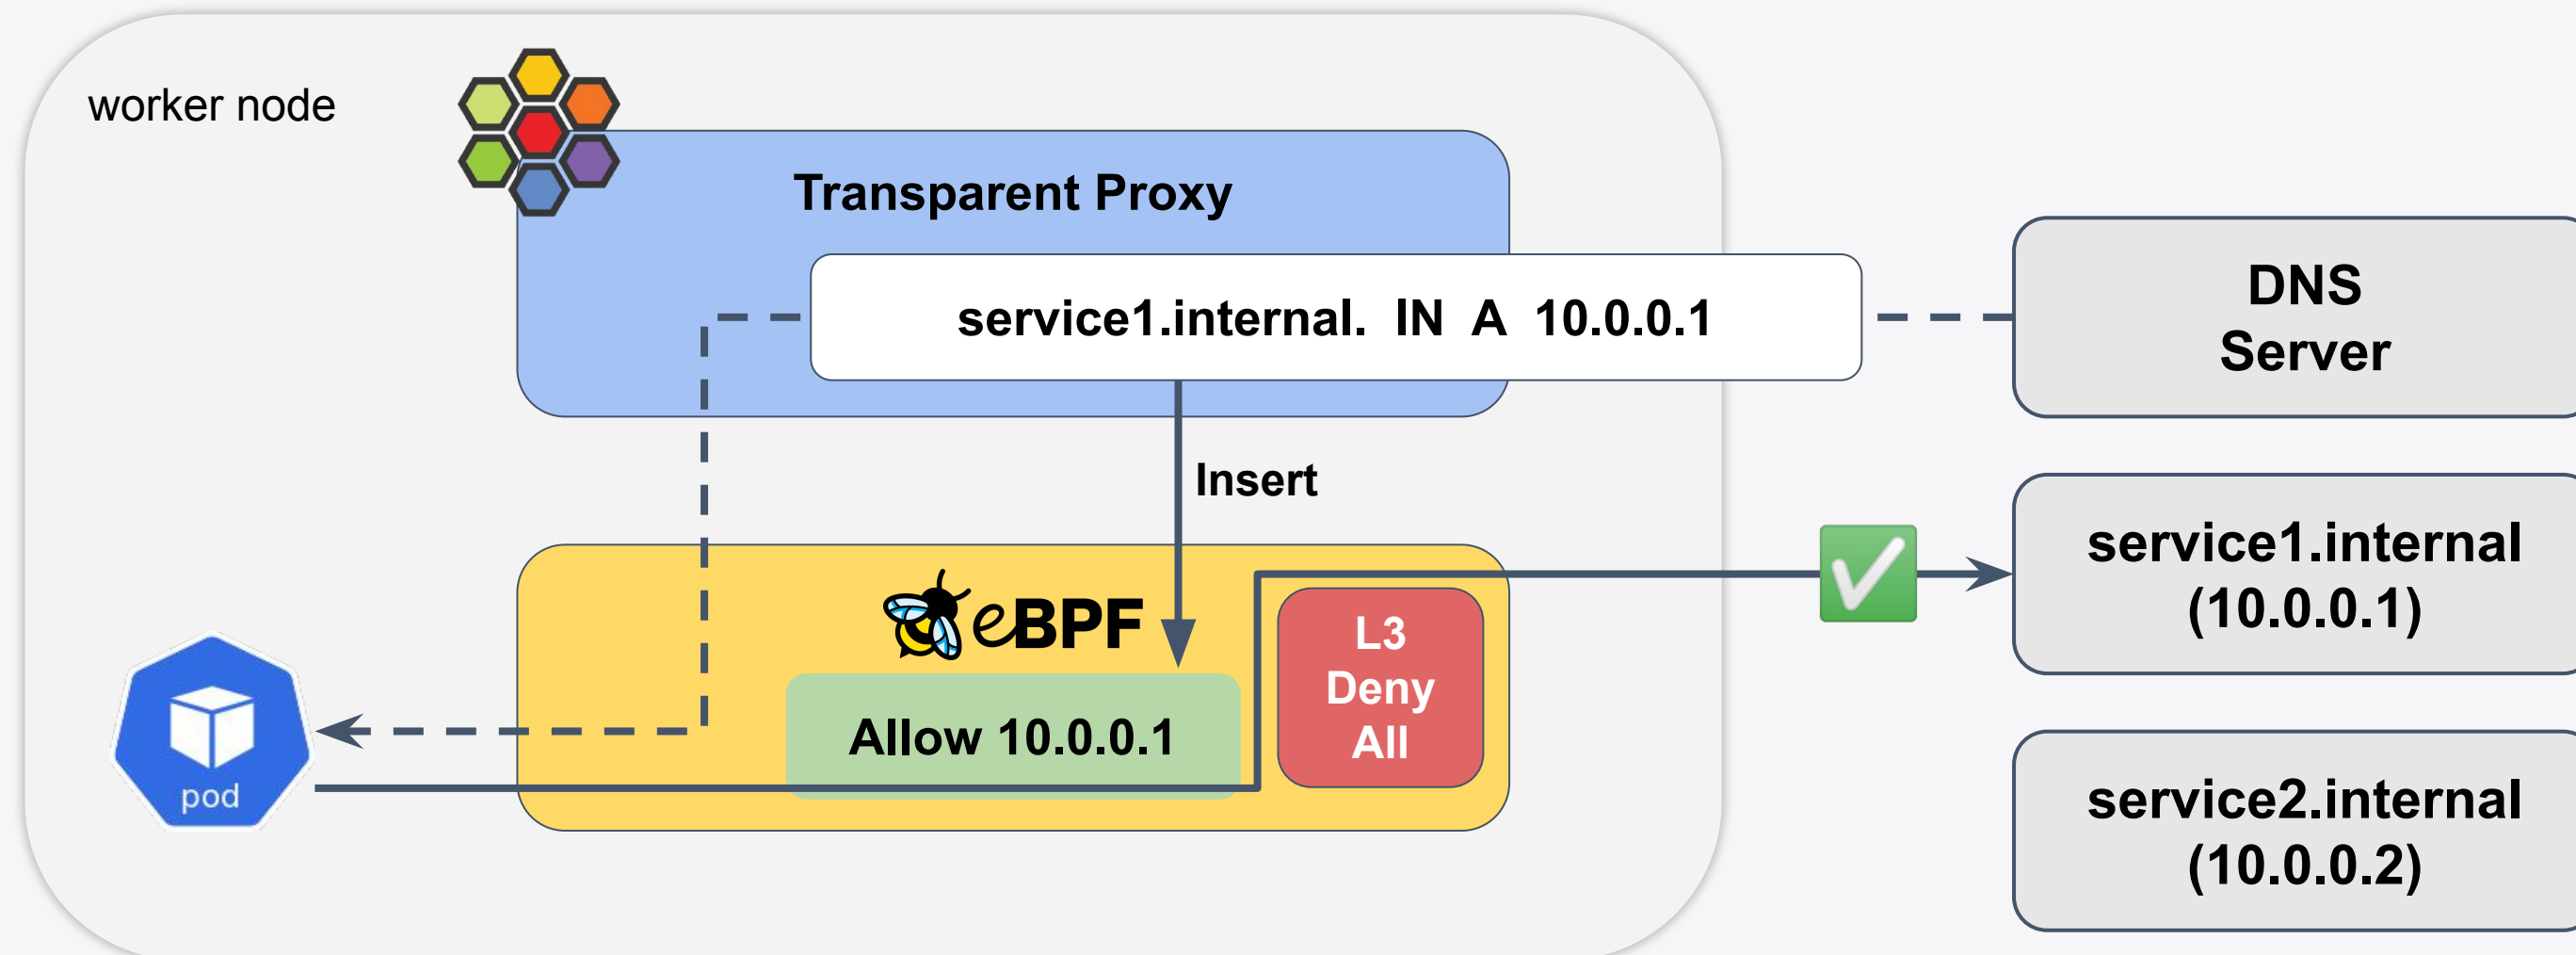 worker node
Transparent Proxy
service1.internal. IN A 10.0.0.1
DNS
Server
Insert
service1.internal
(10.0.0.1)
eBPF
L3
Deny
All
Allow 10.0.0.1
pod
service2.internal
(10.0.0.2)